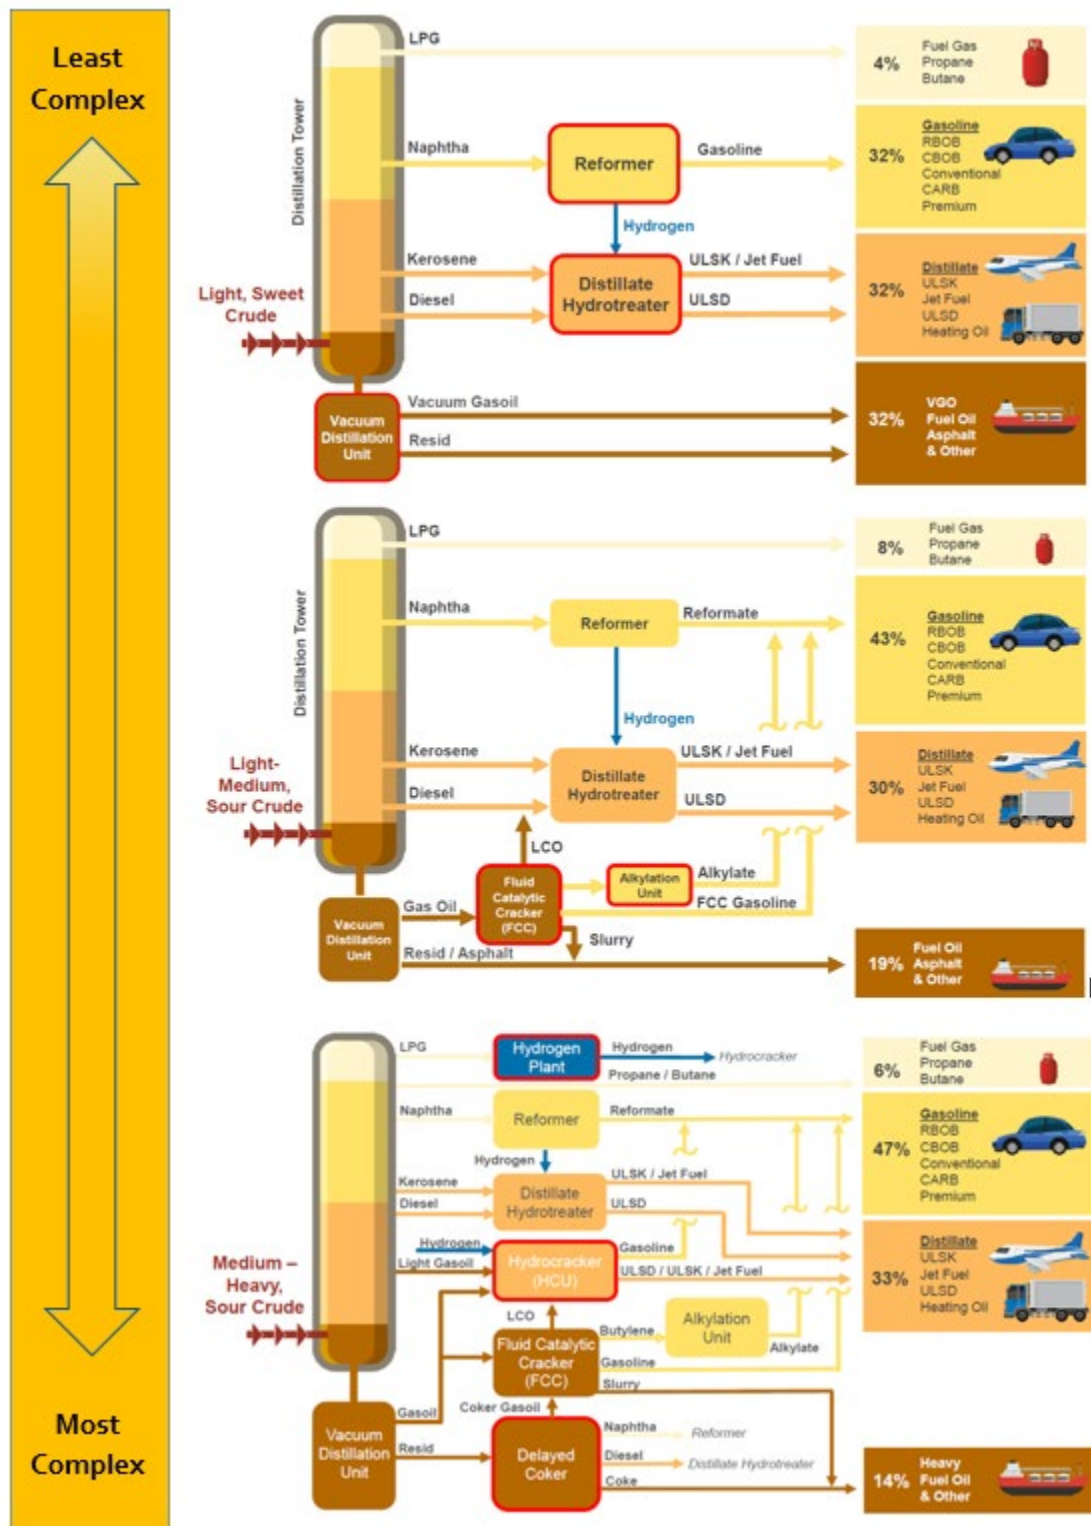 Least
Complex
Distillation Tower
LPG
4%
Fuel Gas
Propane
Butane
Naphtha
Reformer
Gasoline
32%
Gasoline
RBOB
CBOB
Conventional
CARB
Premium
Hydrogen
Kerosene
Diesel
Distillate
Hydrotreater
ULSK / Jet Fuel
ULSD
32%
Distillate
ULSK
Jet Fuel
ULSD
Heating Oil
Light, Sweet
Crude
Vacuum
Distillation
Unit
Vacuum Gasoil
Resid
32%
VGO
Fuel Oil
Asphalt
& Other
Distillation Tower
LPG
8%
Fuel Gas
Propane
Butane
Naphtha
Reformer
Reformate
43%
Gasoline
RBOB
CBOB
Conventional
CARB
Premium
Hydrogen
Kerosene
Diesel
Distillate
Hydrotreater
ULSK / Jet Fuel
ULSD
30%
Distillate
ULSK
Jet Fuel
ULSD
Heating Oil
Light-
Medium,
Sour Crude
LCO
Gas Oil
Fluid
Catalytic
Cracker
(FCC)
Alkylation
Unit
Alkylate
FCC Gasoline
Slurry
Vacuum
Distillation
Unit
Resid / Asphalt
19%
Fuel Oil
Asphalt
& Other
LPG
Hydrogen
Plant
Hydrogen
Hydrocracker
Propane / Butane
6%
Fuel Gas
Propane
Butane
Naphtha
Reformer
Reformate
47%
Gasoline
RBOB
CBOB
Conventional
CARB
Premium
Hydrogen
Kerosene
Diesel
Distillate
Hydrotreater
ULSK / Jet Fuel
ULSD
Hydrogen
Light Gasoil
Hydrocracker
(HCU)
Gasoline
ULSD / ULSK / Jet Fuel
33%
Distillate
ULSK
Jet Fuel
ULSD
Heating Oil
Medium –
Heavy,
Sour Crude
LCO
Fluid Catalytic
Cracker
(FCC)
Butylene
Alkylation
Unit
Alkylate
Gasoline
Slurry
Coker Gasoil
Vacuum
Distillation
Unit
Gasoil
Resid
Delayed
Coker
Naphtha
Reformer
Diesel
Distillate Hydrotreater
Coke
14%
Heavy
Fuel Oil
& Other
Most
Complex